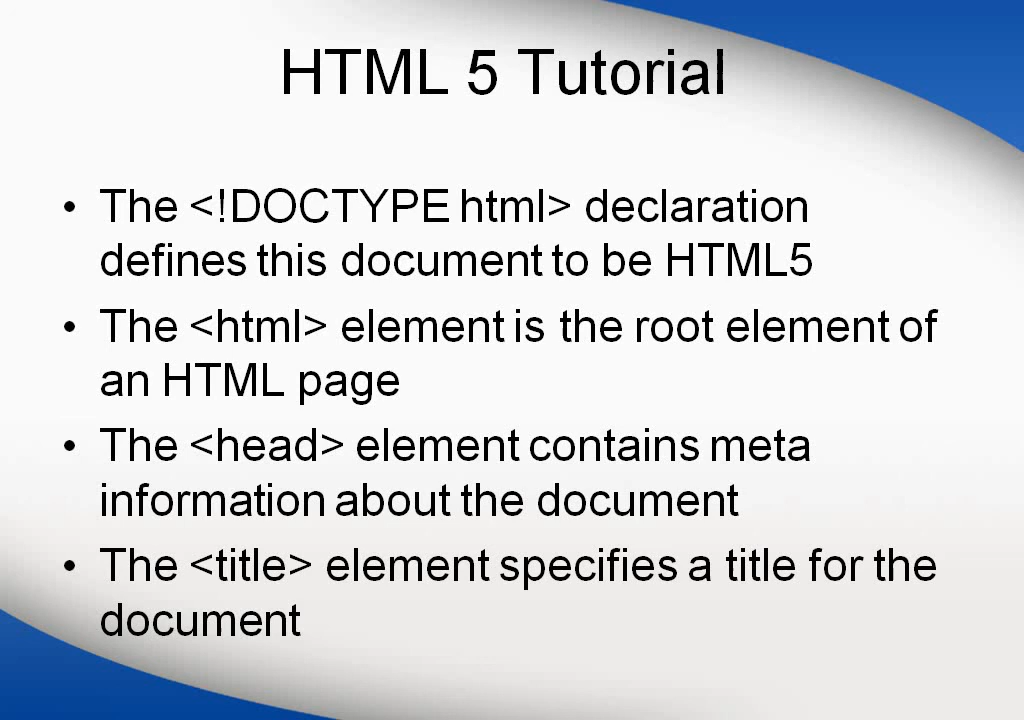 HTML 5 Tutorial
• The <!DOCTYPE html> declaration
defines this document to be HTML5
• The <html> element is the root element of
an HTML page
• The <head> element contains meta
information about the document
• The <title> element specifies a title for the
document